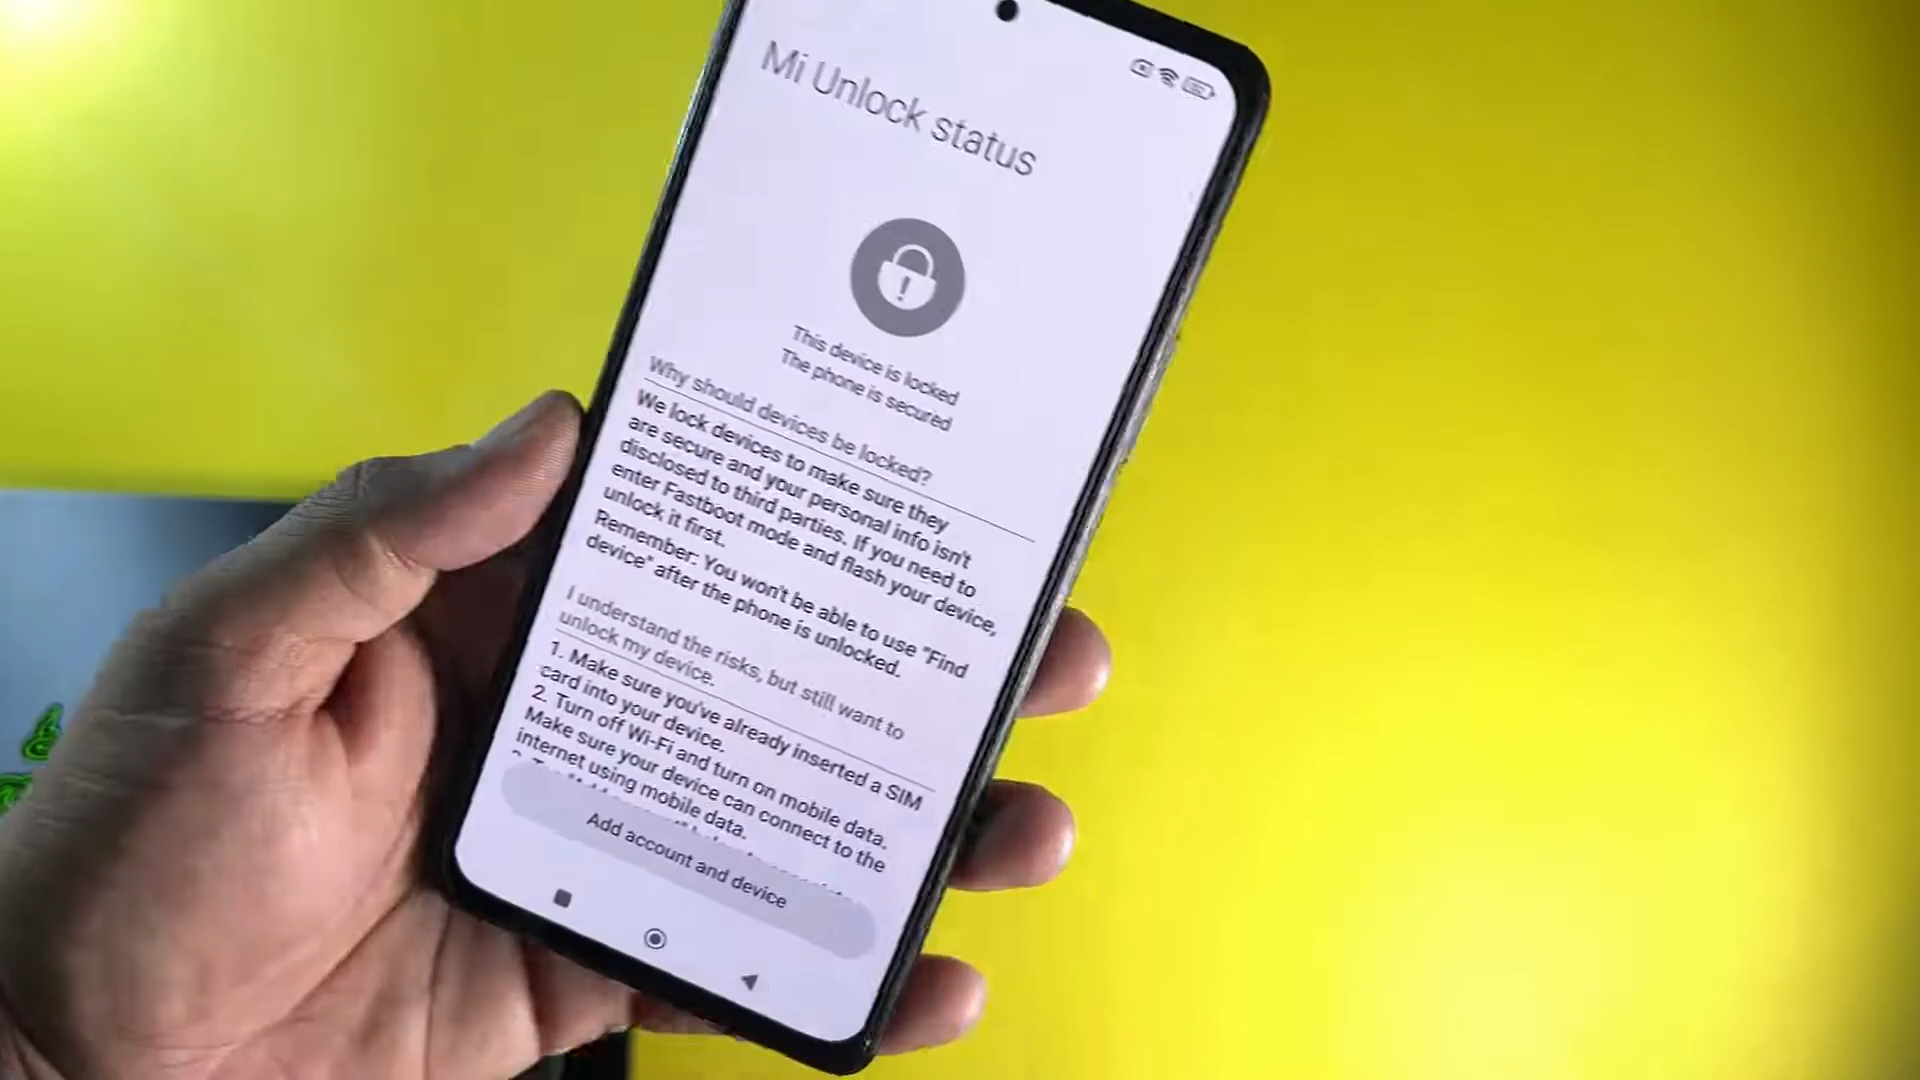 Mi Unlock status
This device is locked
The phone is secured
Why should devices be locked?
We lock devices to make sure they
are secure and your personal info isn't
disclosed to third parties. If you need to
enter Fastboot mode and flash your device,
unlock it first.
Remember: You won't be able to use "Find
device" after the phone is unlocked.
I understand the risks, but still want to
unlock my device.
1. Make sure you've already inserted a SIM
card into your device.
2. Turn off Wi-Fi and turn on mobile data.
Make sure your device can connect to the
internet using mobile data.
Add account and device